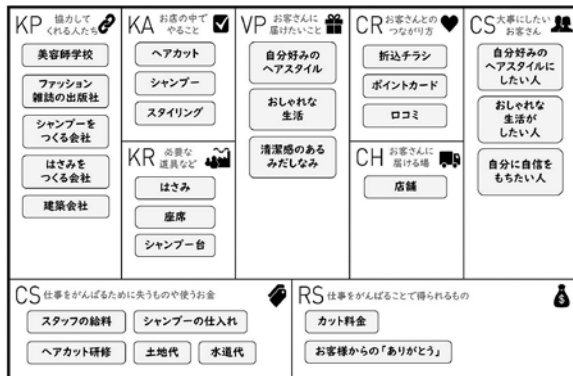 KP 協力して
くれる人たち
美容師学校
ファッション
雑誌の出版社
シャンプーを
つくる会社
はさみを
つくる会社
建築会社
KA お店の中で
やること
ヘアカット
シャンプー
スタイリング
KR 必要な
道具など
はさみ
座席
シャンプー台
VP お客さんに
届けたいこと
自分好みの
ヘアスタイル
おしゃれな
生活
清潔感のある
みだしなみ
CR お客さんとの
つながり方
折込チラシ
ポイントカード
口コミ
CH お客さんに
届ける場
店舗
CS 大事にしたい
お客さん
自分好みの
ヘアスタイルに
したい人
おしゃれな
生活が
したい人
自分に自信を
もちたい人
CS 仕事をがんばるために失うものや使うお金
スタッフの給料
シャンプーの仕入れ
ヘアカット研修
土地代
水道代
RS 仕事をがんばることで得られるもの
$
カット料金
お客様からの「ありがとう」